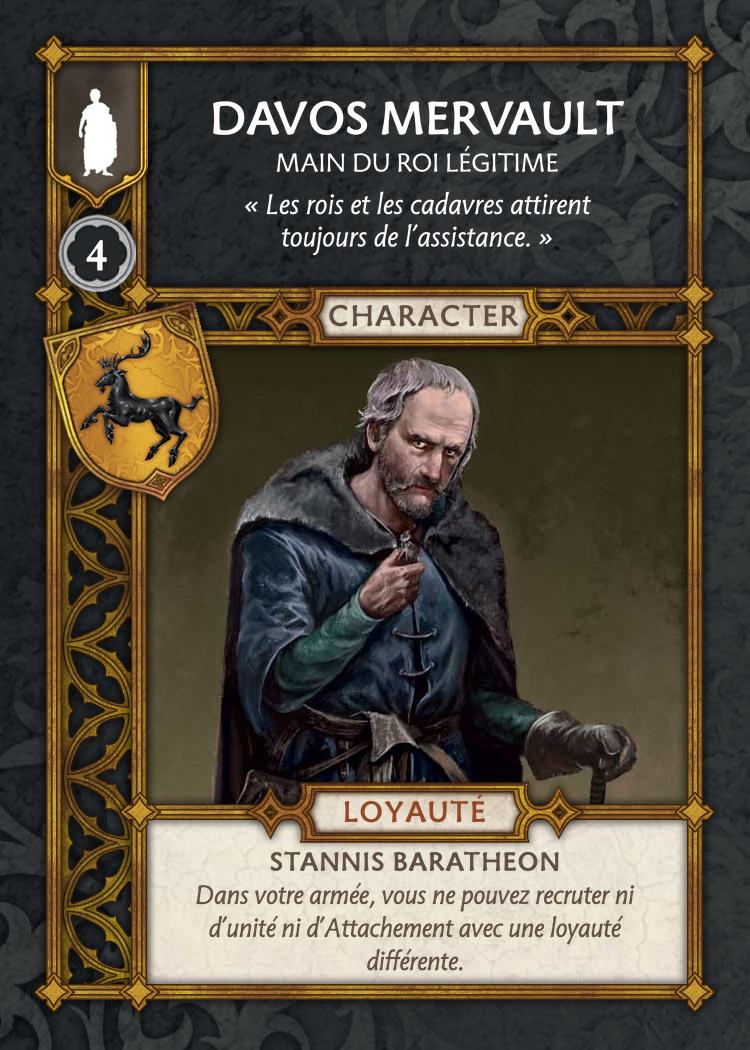 DAVOS MERVAULT
MAIN DU ROI LÉGITIME
« Les rois et les cadavres attirent
toujours de l'assistance. »
4
CHARACTER
LOYAUTÉ
STANNIS BARATHEON
Dans votre armée, vous ne pouvez recruter ni
d'unité ni d'Attachement avec une loyauté
différente.